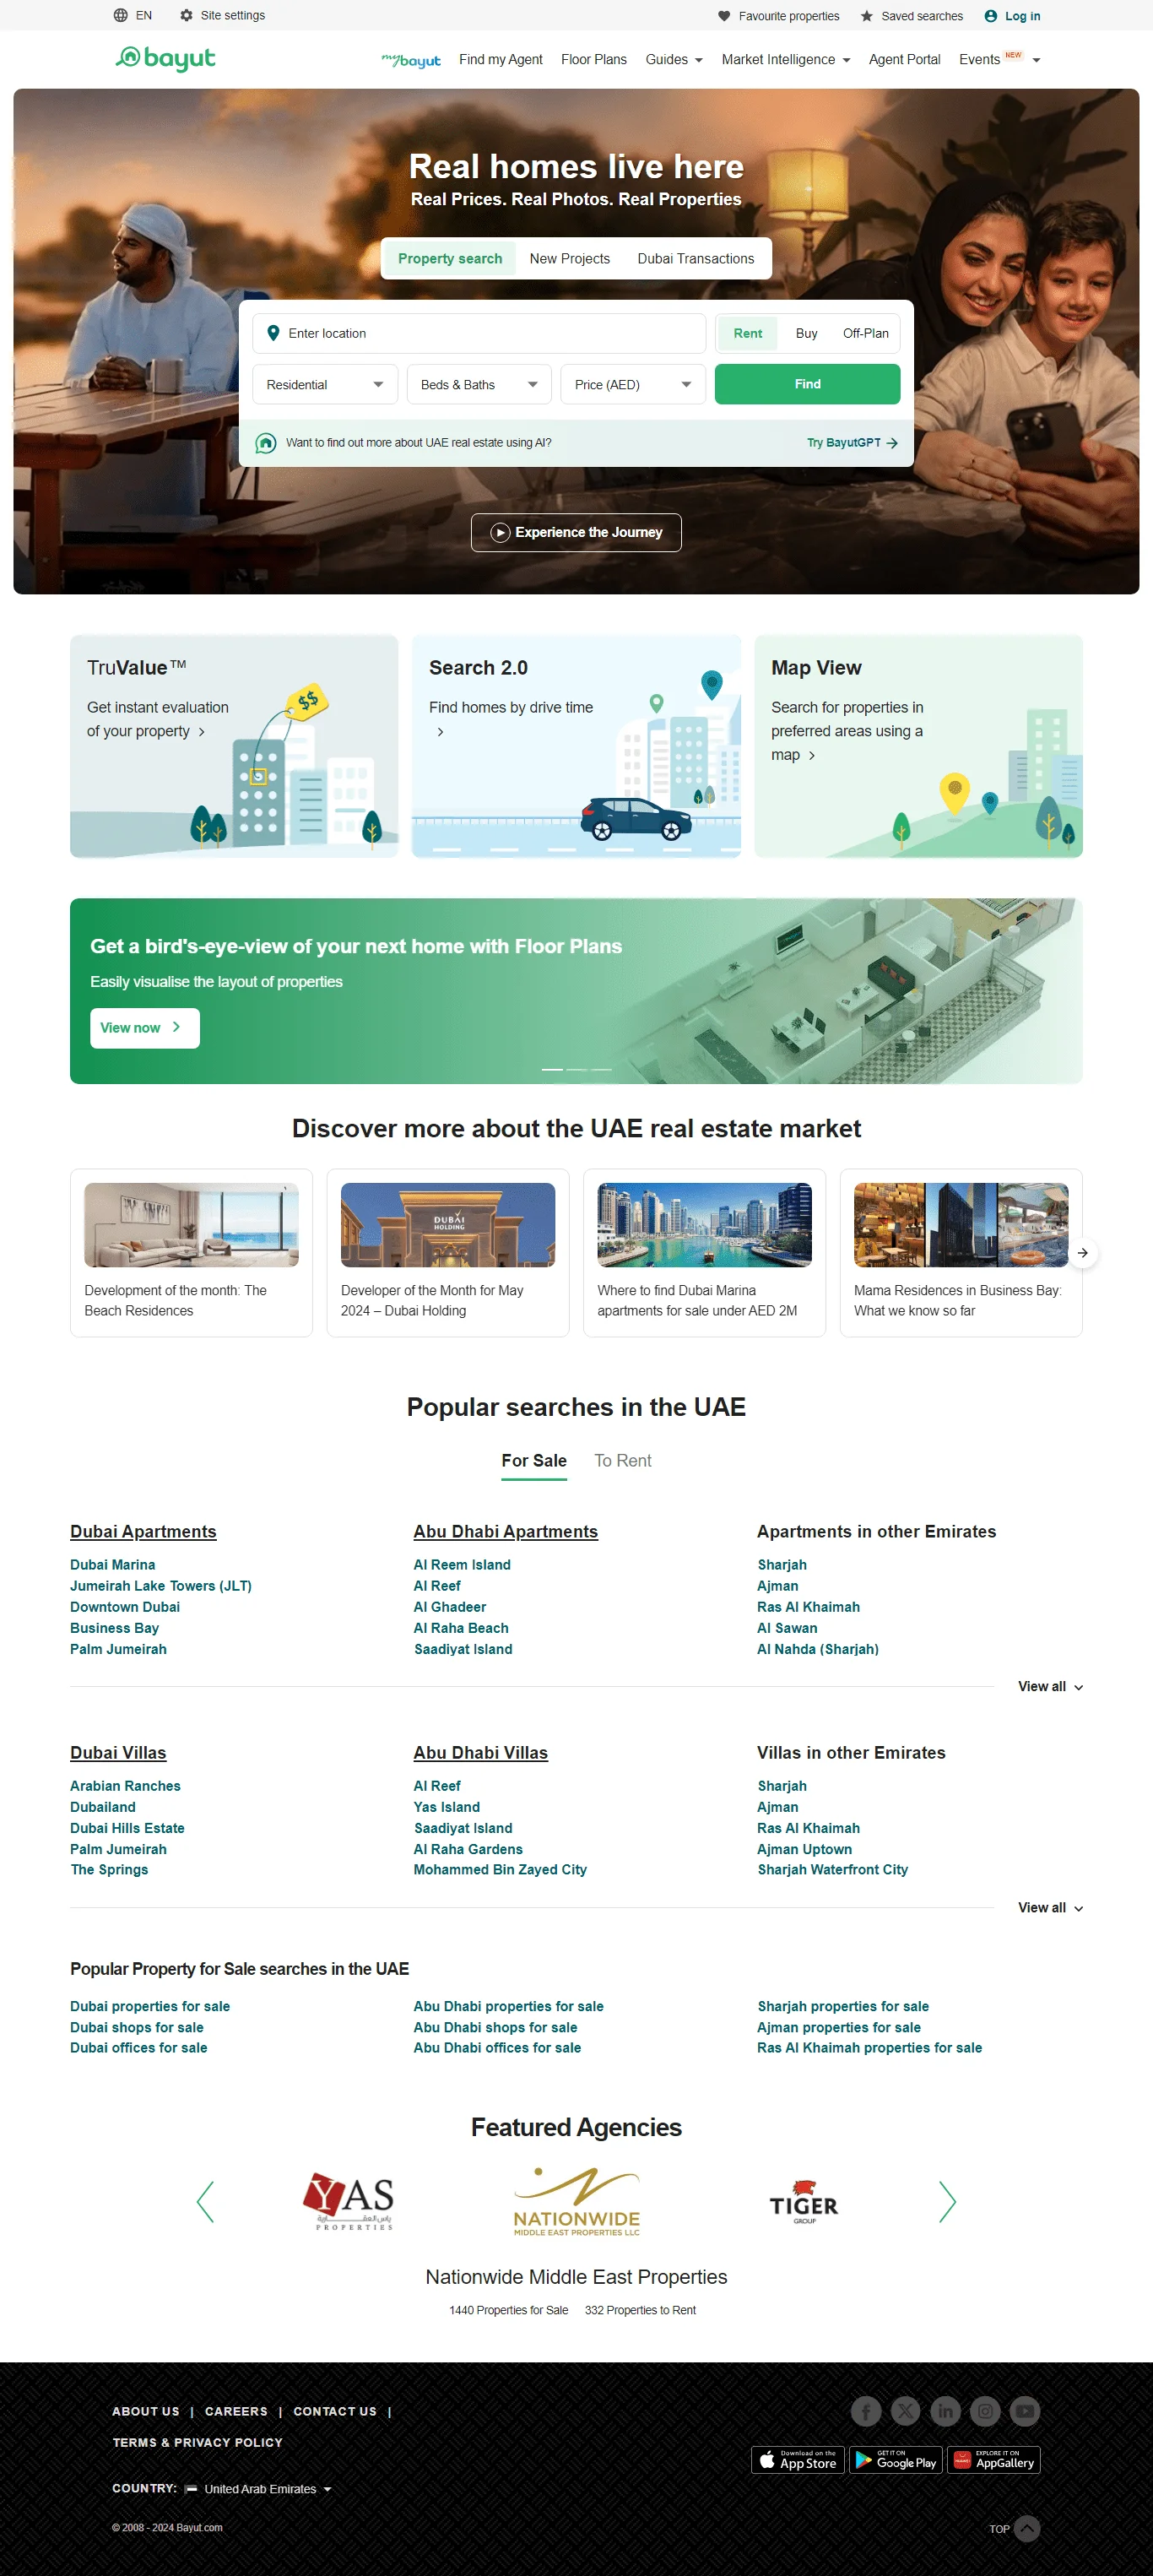 EN
Site settings
Favourite properties
Saved searches
Log in
bayut
mybayut
Find my Agent
Floor Plans
Guides
Market Intelligence
Agent Portal
Events NEW
Real homes live here
Real Prices. Real Photos. Real Properties
Property search
New Projects
Dubai Transactions
Enter location
Rent
Buy
Off-Plan
Residential
Beds & Baths
Price (AED)
Find
Want to find out more about UAE real estate using AI?
Try BayutGPT
Experience the Journey
TruValue™
Get instant evaluation
of your property
$$
Search 2.0
Find homes by drive time
Map View
Search for properties in
preferred areas using a
map
Get a bird's-eye-view of your next home with Floor Plans
Easily visualise the layout of properties
View now
Discover more about the UAE real estate market
Development of the month: The
Beach Residences
DUBAI
HOLDING
Developer of the Month for May
2024 – Dubai Holding
Where to find Dubai Marina
apartments for sale under AED 2M
Mama Residences in Business Bay:
What we know so far
Popular searches in the UAE
For Sale
To Rent
Dubai Apartments
Dubai Marina
Jumeirah Lake Towers (JLT)
Downtown Dubai
Business Bay
Palm Jumeirah
Abu Dhabi Apartments
Al Reem Island
Al Reef
Al Ghadeer
Al Raha Beach
Saadiyat Island
Apartments in other Emirates
Sharjah
Ajman
Ras Al Khaimah
Al Sawan
Al Nahda (Sharjah)
View all
Dubai Villas
Arabian Ranches
Dubailand
Dubai Hills Estate
Palm Jumeirah
The Springs
Abu Dhabi Villas
Al Reef
Yas Island
Saadiyat Island
Al Raha Gardens
Mohammed Bin Zayed City
Villas in other Emirates
Sharjah
Ajman
Ras Al Khaimah
Ajman Uptown
Sharjah Waterfront City
View all
Popular Property for Sale searches in the UAE
Dubai properties for sale
Dubai shops for sale
Dubai offices for sale
Abu Dhabi properties for sale
Abu Dhabi shops for sale
Abu Dhabi offices for sale
Sharjah properties for sale
Ajman properties for sale
Ras Al Khaimah properties for sale
Featured Agencies
YAS
ياس العقارية
PROPERTIES
NATIONWIDE
MIDDLE EAST PROPERTIES LLC
TIGER
GROUP
Nationwide Middle East Properties
1440 Properties for Sale
332 Properties to Rent
ABOUT US | CAREERS | CONTACT US |
TERMS & PRIVACY POLICY
COUNTRY: United Arab Emirates
© 2008 - 2024 Bayut.com
Download on the
App Store
GET IT ON
Google Play
EXPLORE IT ON
AppGallery
TOP